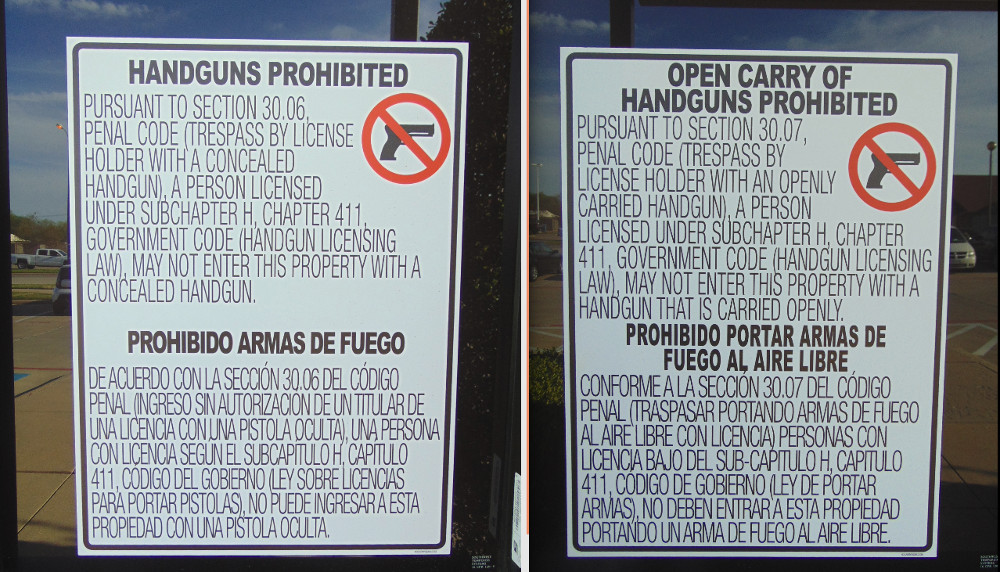 HANDGUNS PROHIBITED
PURSUANT TO SECTION 30.06,
PENAL CODE (TRESPASS BY LICENSE
HOLDER WITH A CONCEALED
HANDGUN), A PERSON LICENSED
UNDER SUBCHAPTER H, CHAPTER 411,
GOVERNMENT CODE (HANDGUN LICENSING
LAW), MAY NOT ENTER THIS PROPERTY WITH A
CONCEALED HANDGUN.
PROHIBIDO ARMAS DE FUEGO
DE ACUERDO CON LA SECCIÓN 30.06 DEL CÓDIGO
PENAL (INGRESO SIN AUTORIZACION DE UN TITULAR DE
UNA LICENCIA CON UNA PISTOLA OCULTA), UNA PERSONA
CON LICENCIA SEGUN EL SUBCAPITULO H, CAPITULO
411, CODIGO DEL GOBIERNO (LEY SOBRE LICENCIAS
PARA PORTAR PISTOLAS), NO PUEDE INGRESAR A ESTA
PROPIEDAD CON UNA PISTOLA OCULTA.
OPEN CARRY OF
HANDGUNS PROHIBITED
PURSUANT TO SECTION 30.07,
PENAL CODE (TRESPASS BY
LICENSE HOLDER WITH AN OPENLY
CARRIED HANDGUN), A PERSON
LICENSED UNDER SUBCHAPTER H, CHAPTER
411, GOVERNMENT CODE (HANDGUN LICENSING
LAW), MAY NOT ENTER THIS PROPERTY WITH A
HANDGUN THAT IS CARRIED OPENLY.
PROHIBIDO PORTAR ARMAS DE
FUEGO AL AIRE LIBRE
CONFORME A LA SECCIÓN 30.07 DEL CÓDIGO
PENAL (TRASPASAR PORTANDO ARMAS DE FUEGO
AL AIRE LIBRE CON LICENCIA) PERSONAS CON
LICENCIA BAJO DEL SUB-CAPITULO H, CAPITULO
411, CODIGO DE GOBIERNO (LEY DE PORTAR
ARMAS), NO DEBEN ENTRAR A ESTA PROPIEDAD
PORTANDO UN ARMA DE FUEGO AL AIRE LIBRE.